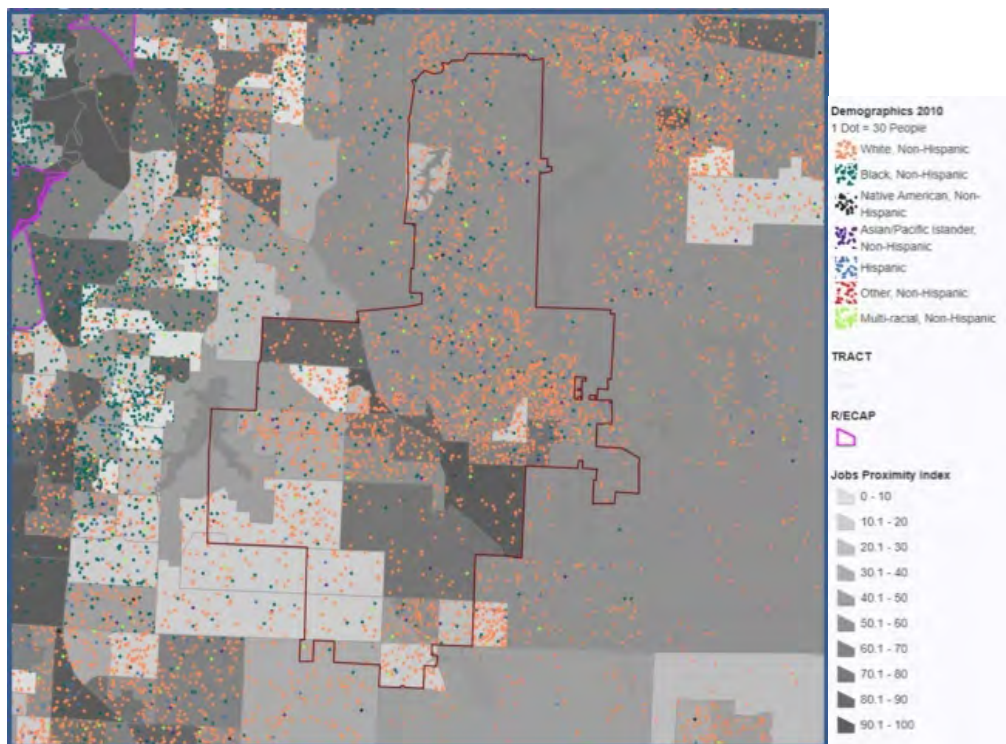 Demographics 2010
1 Dot = 30 People
White, Non-Hispanic
Black, Non-Hispanic
Native American, Non-
Hispanic
Asian/Pacific Islander,
Non-Hispanic
Hispanic
Other, Non-Hispanic
Multi-racial, Non-Hispanic
TRACT
R/ECAP
Jobs Proximity Index
0 - 10
10.1 - 20
20.1 - 30
30.1 - 40
40.1 - 50
50.1 - 60
60.1 - 70
70.1 - 80
80.1 - 90
90.1 - 100